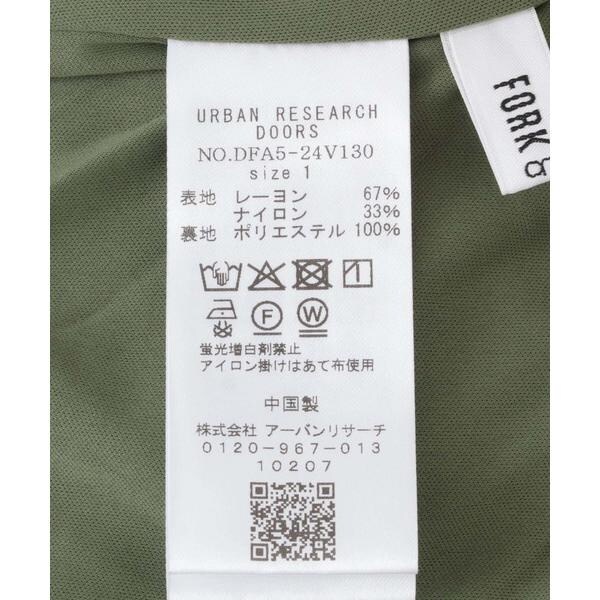 URBAN RESEARCH
DOORS
NO.DFA5-24V130
size 1
表地 レーヨン 67%
ナイロン 33%
裏地 ポリエステル 100%
F W
蛍光増白剤禁止
アイロン掛けはあて布使用
中国製
株式会社 アーバンリサーチ
0120-967-013
10207
FORK &